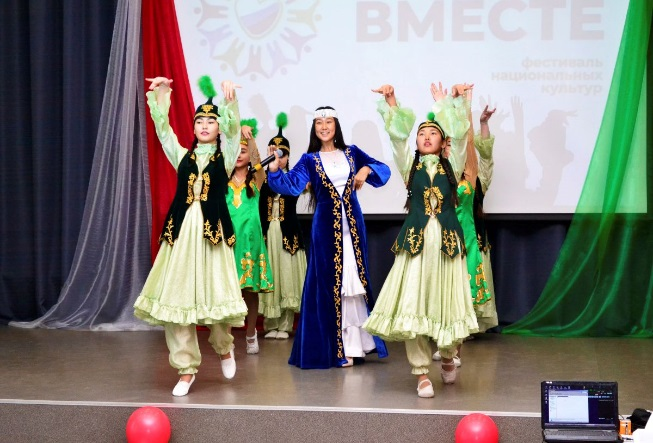 ВМЕСТЕ
фестиваль
национальных
культур